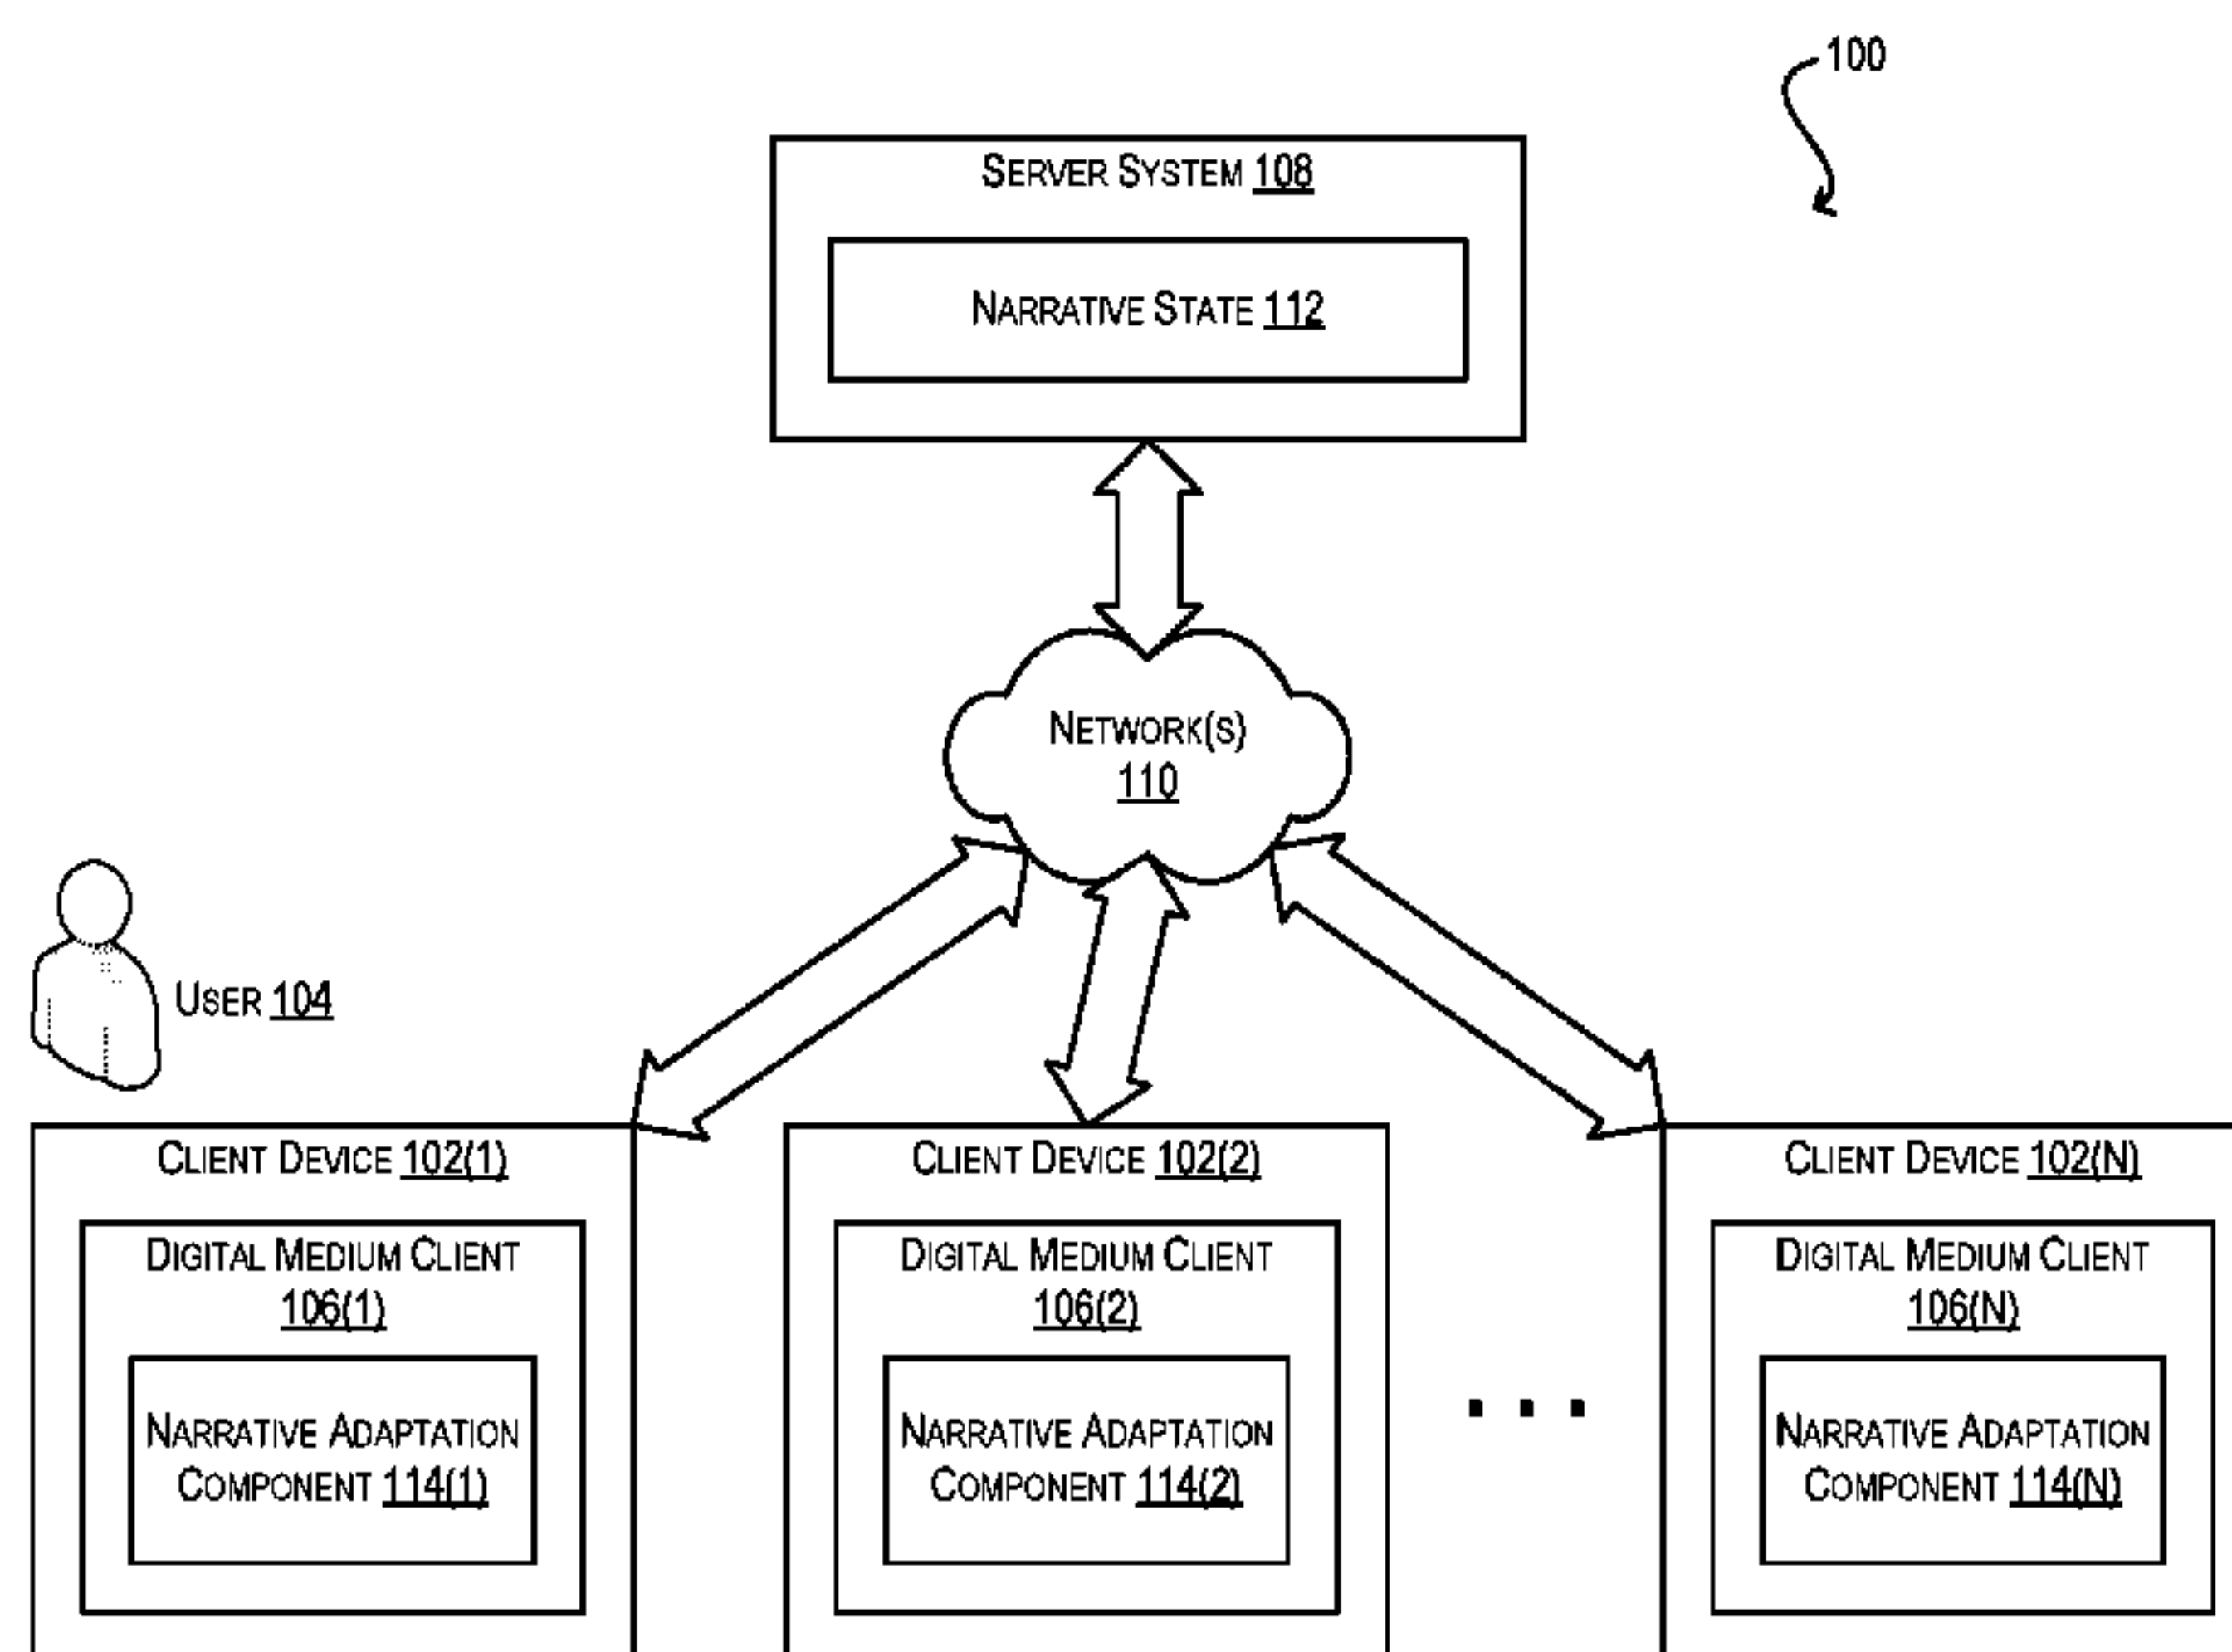 100
SERVER SYSTEM 108
NARRATIVE STATE 112
NETWORK(S)
110
USER 104
CLIENT DEVICE 102(1)
DIGITAL MEDIUM CLIENT
106(1)
NARRATIVE ADAPTATION
COMPONENT 114(1)
CLIENT DEVICE 102(2)
DIGITAL MEDIUM CLIENT
106(2)
NARRATIVE ADAPTATION
COMPONENT 114(2)
. . .
CLIENT DEVICE 102(N)
DIGITAL MEDIUM CLIENT
106(N)
NARRATIVE ADAPTATION
COMPONENT 114(N)